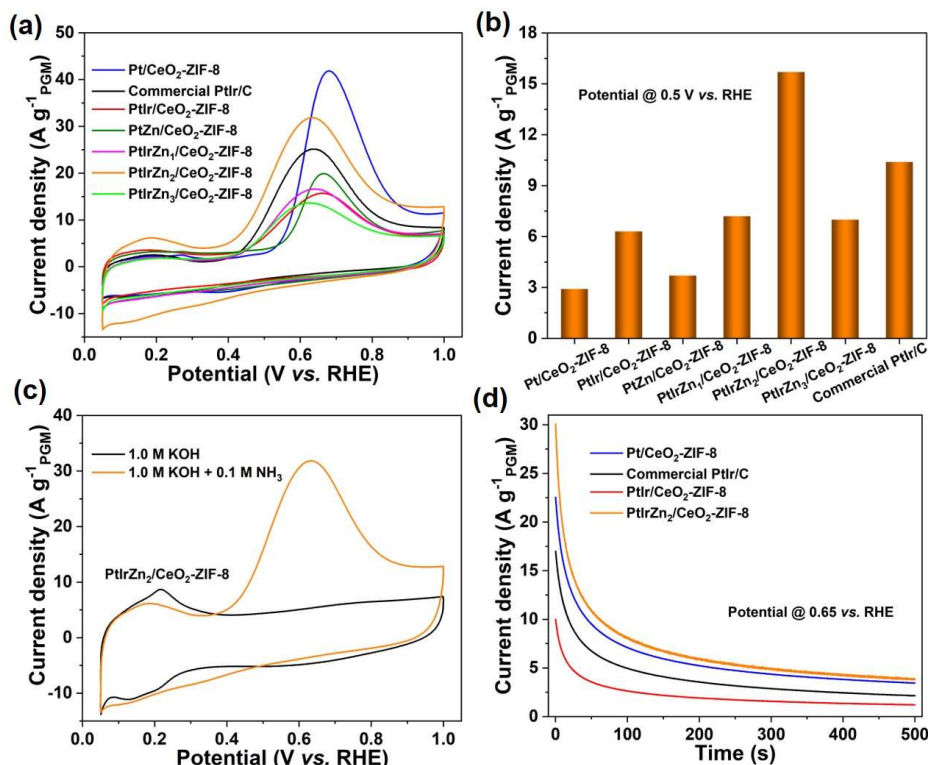 (a)
Current density (A g⁻¹PGM)
50
40
30
20
10
0
-10
Pt/CeO₂-ZIF-8
Commercial PtIr/C
PtIr/CeO₂-ZIF-8
PtZn/CeO₂-ZIF-8
PtIrZn₁/CeO₂-ZIF-8
PtIrZn₂/CeO₂-ZIF-8
PtIrZn₃/CeO₂-ZIF-8
0.0 0.2 0.4 0.6 0.8 1.0
Potential (V vs. RHE)
(b)
Current density (A g⁻¹PGM)
18
15
12
9
6
3
0
Potential @ 0.5 V vs. RHE
Pt/CeO₂-ZIF-8
PtIr/CeO₂-ZIF-8
PtZn/CeO₂-ZIF-8
PtIrZn₁/CeO₂-ZIF-8
PtIrZn₂/CeO₂-ZIF-8
PtIrZn₃/CeO₂-ZIF-8
Commercial PtIr/C
(c)
Current density (A g⁻¹PGM)
40
30
20
10
0
-10
1.0 M KOH
1.0 M KOH + 0.1 M NH₃
PtIrZn₂/CeO₂-ZIF-8
0.0 0.2 0.4 0.6 0.8 1.0
Potential (V vs. RHE)
(d)
Current density (A g⁻¹PGM)
30
25
20
15
10
5
0
Pt/CeO₂-ZIF-8
Commercial PtIr/C
PtIr/CeO₂-ZIF-8
PtIrZn₂/CeO₂-ZIF-8
Potential @ 0.65 vs. RHE
0 100 200 300 400 500
Time (s)